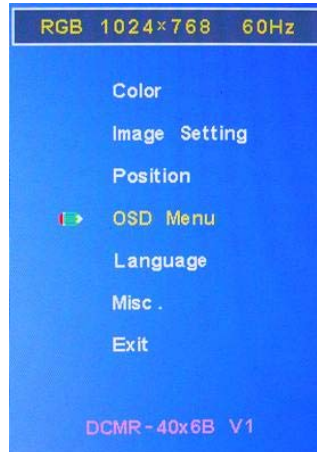 RGB 1024×768 60Hz
Color
Image Setting
Position
OSD Menu
Language
Misc.
Exit
DCMR-40x6B V1